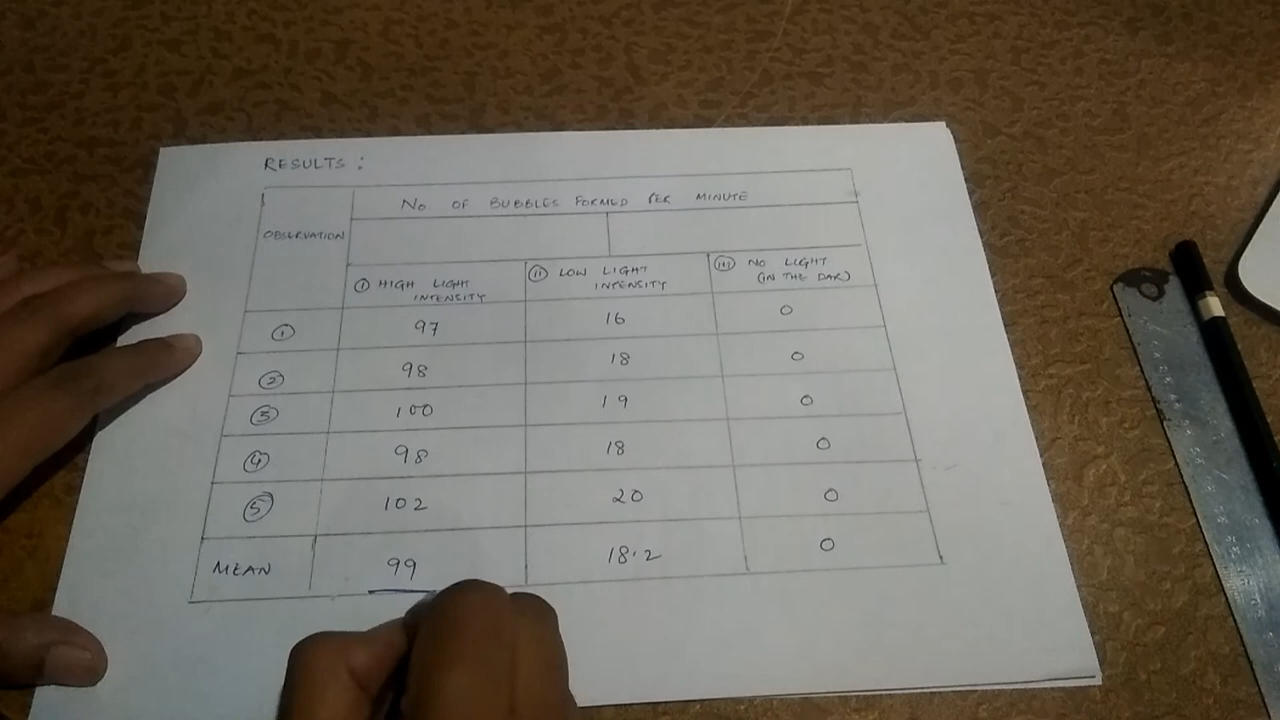 RESULTS :
OBSERVATION
No. OF BUBBLES FORMED PER MINUTE
(I) HIGH LIGHT INTENSITY
(II) LOW LIGHT INTENSITY
(III) NO LIGHT (IN THE DARK)
(1) 97 16 0
(2) 98 18 0
(3) 100 19 0
(4) 98 18 0
(5) 102 20 0
MEAN 99 18.2 0